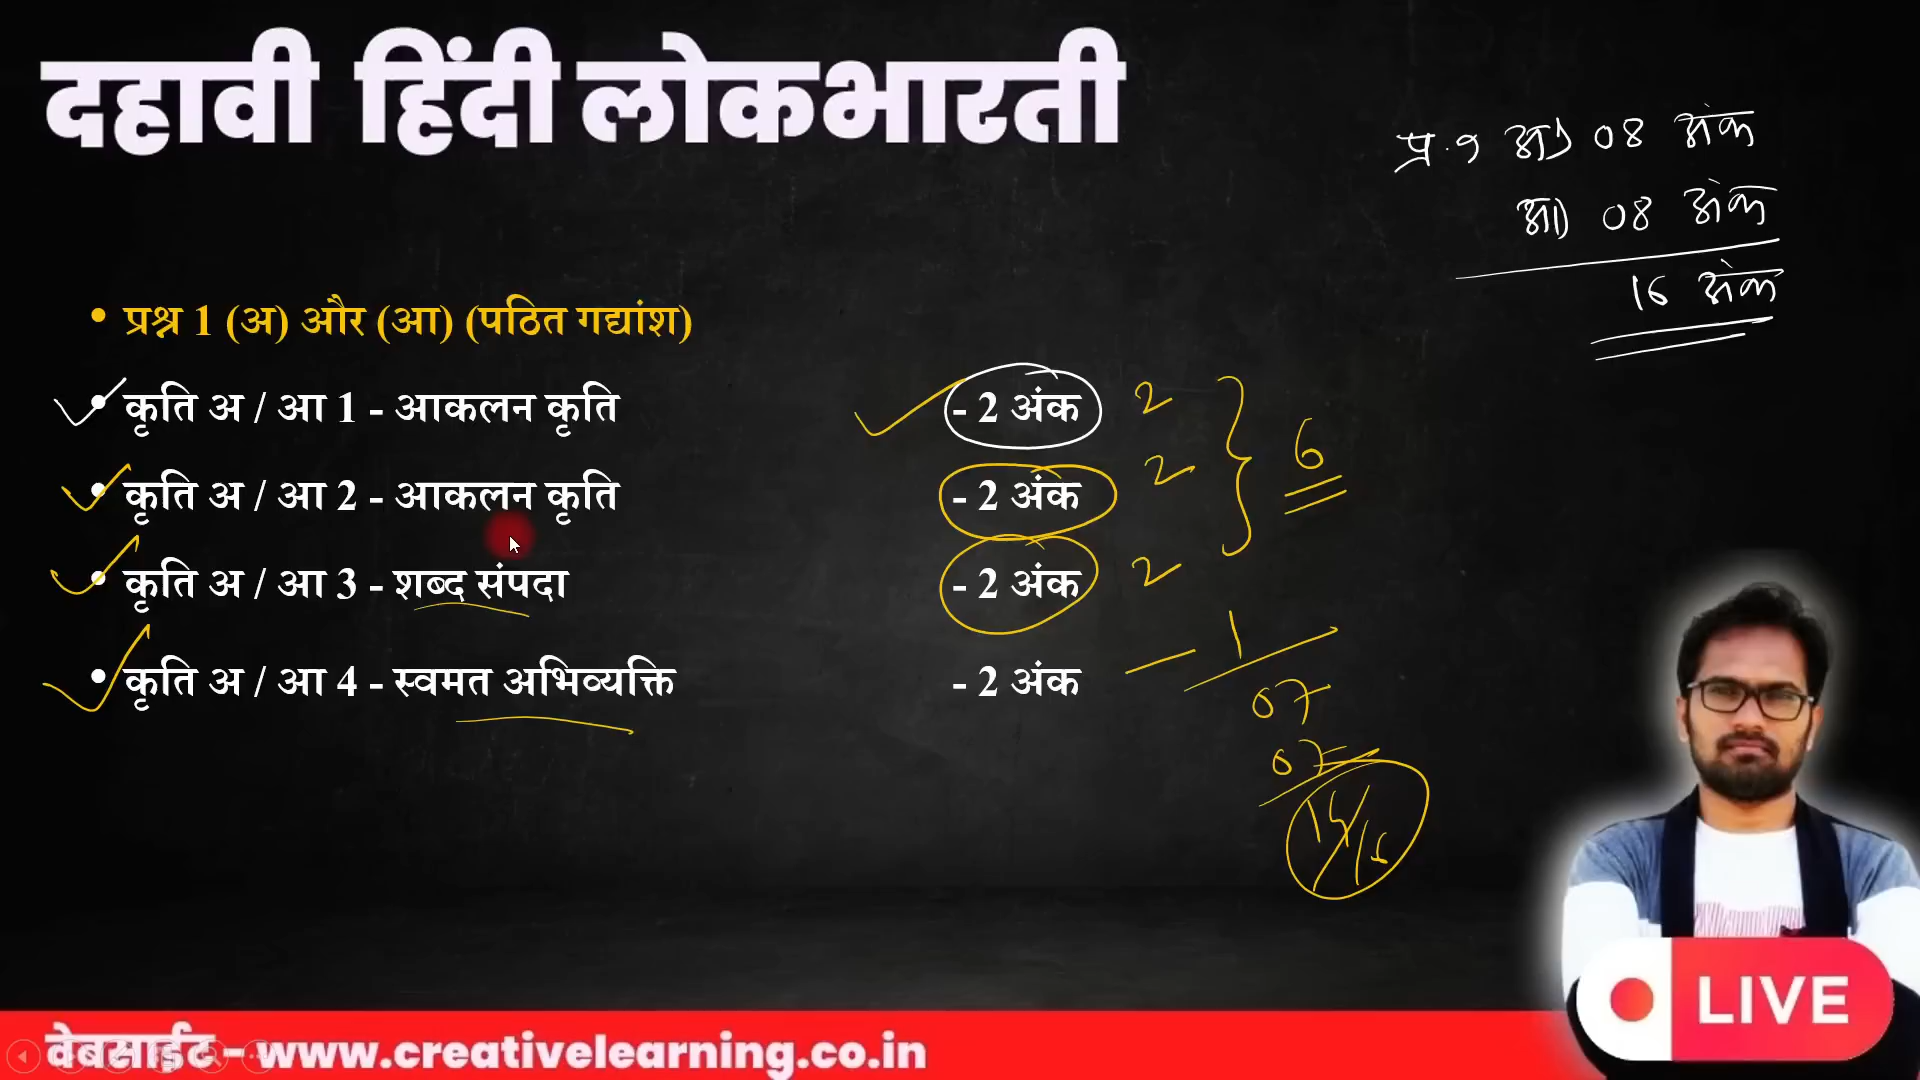 दहावी हिंदी लोकभारती
प्र.१ अ) 08 अंक
आ) 08 अंक
16 अंक
• प्रश्न 1 (अ) और (आ) (पठित गद्यांश)
• कृति अ / आ 1 - आकलन कृति - 2 अंक 2
• कृति अ / आ 2 - आकलन कृति - 2 अंक 2
6
• कृति अ / आ 3 - शब्द संपदा - 2 अंक 2
• कृति अ / आ 4 - स्वमत अभिव्यक्ति - 2 अंक - 1
07
07
14/16
वेबसाईट - www.creativelearning.co.in
LIVE